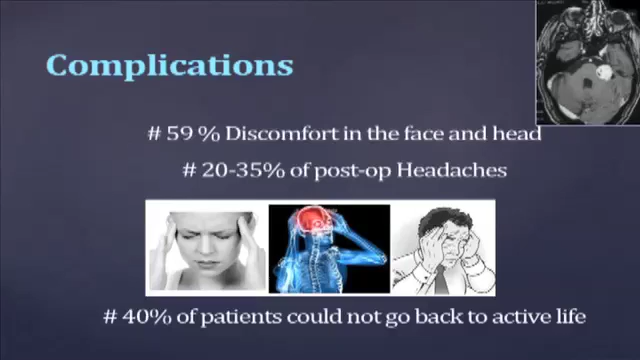 Complications
# 59 % Discomfort in the face and head
# 20-35% of post-op Headaches
# 40% of patients could not go back to active life